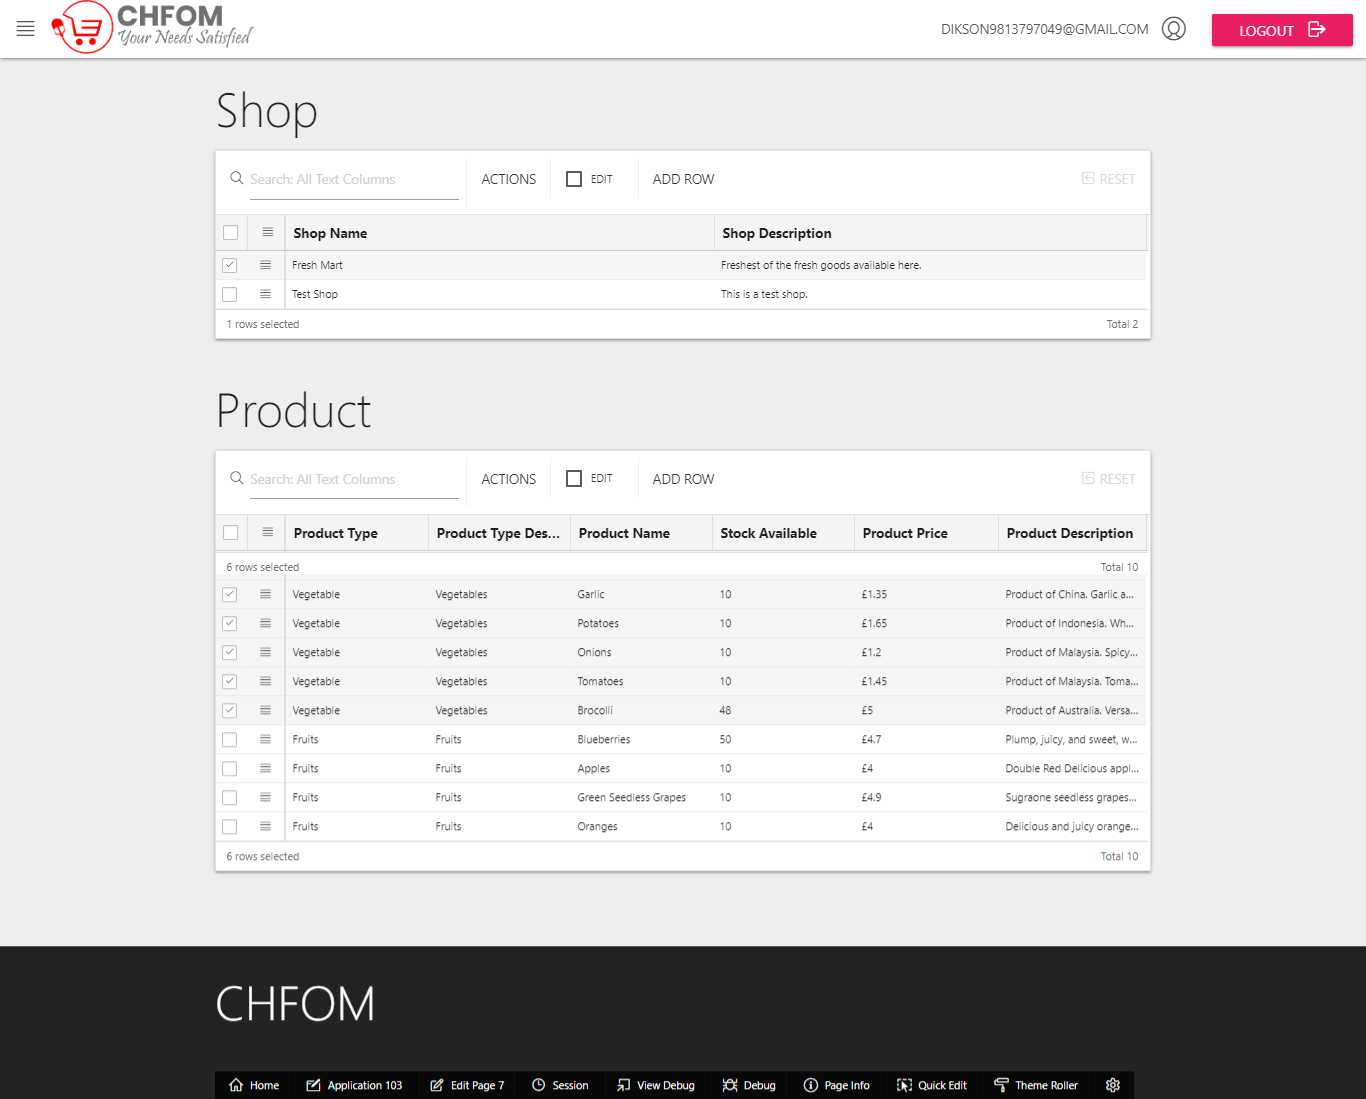 CHFOM
Your Needs Satisfied
DIKSON9813797049@GMAIL.COM
LOGOUT
Shop
Search: All Text Columns
ACTIONS
EDIT
ADD ROW
RESET
Shop Name Shop Description
Fresh Mart Freshest of the fresh goods available here.
Test Shop This is a test shop.
1 rows selected Total 2
Product
Search: All Text Columns
ACTIONS
EDIT
ADD ROW
RESET
Product Type Product Type Des... Product Name Stock Available Product Price Product Description
6 rows selected Total 10
Vegetable Vegetables Garlic 10 £1.35 Product of China. Garlic a...
Vegetable Vegetables Potatoes 10 £1.65 Product of Indonesia. Wh...
Vegetable Vegetables Onions 10 £1.2 Product of Malaysia. Spicy...
Vegetable Vegetables Tomatoes 10 £1.45 Product of Malaysia. Toma...
Vegetable Vegetables Brocolli 48 £5 Product of Australia. Versa...
Fruits Fruits Blueberries 50 £4.7 Plump, juicy, and sweet, w...
Fruits Fruits Apples 10 £4 Double Red Delicious appl...
Fruits Fruits Green Seedless Grapes 10 £4.9 Sugraone seedless grapes...
Fruits Fruits Oranges 10 £4 Delicious and juicy orange...
6 rows selected Total 10
CHFOM
Home Application 103 Edit Page 7 Session View Debug Debug Page Info Quick Edit Theme Roller